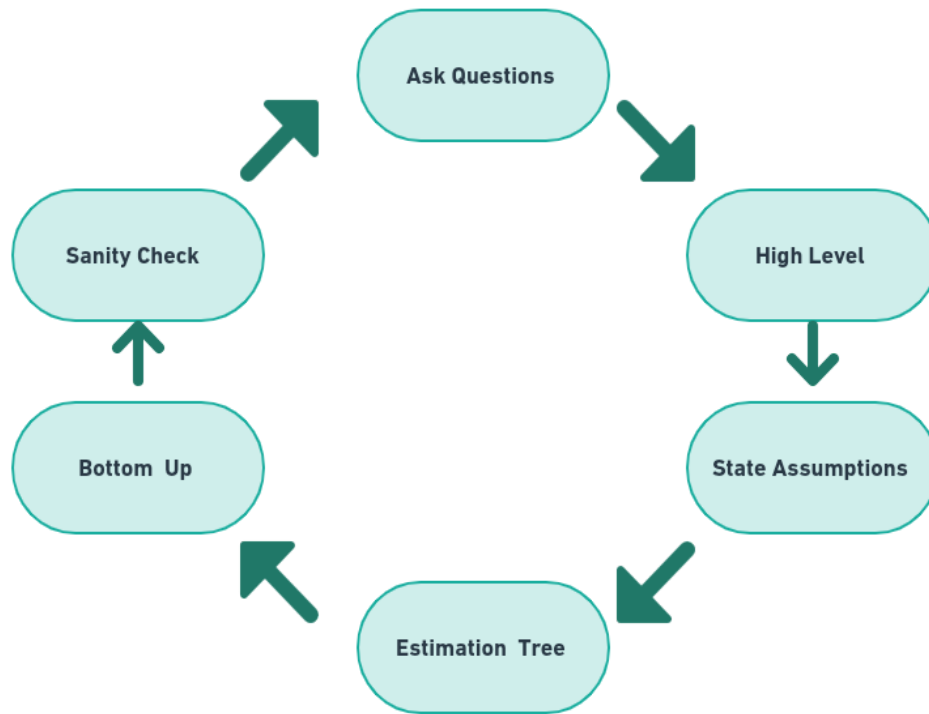 Ask Questions
High Level
State Assumptions
Estimation  Tree
Bottom  Up
Sanity Check